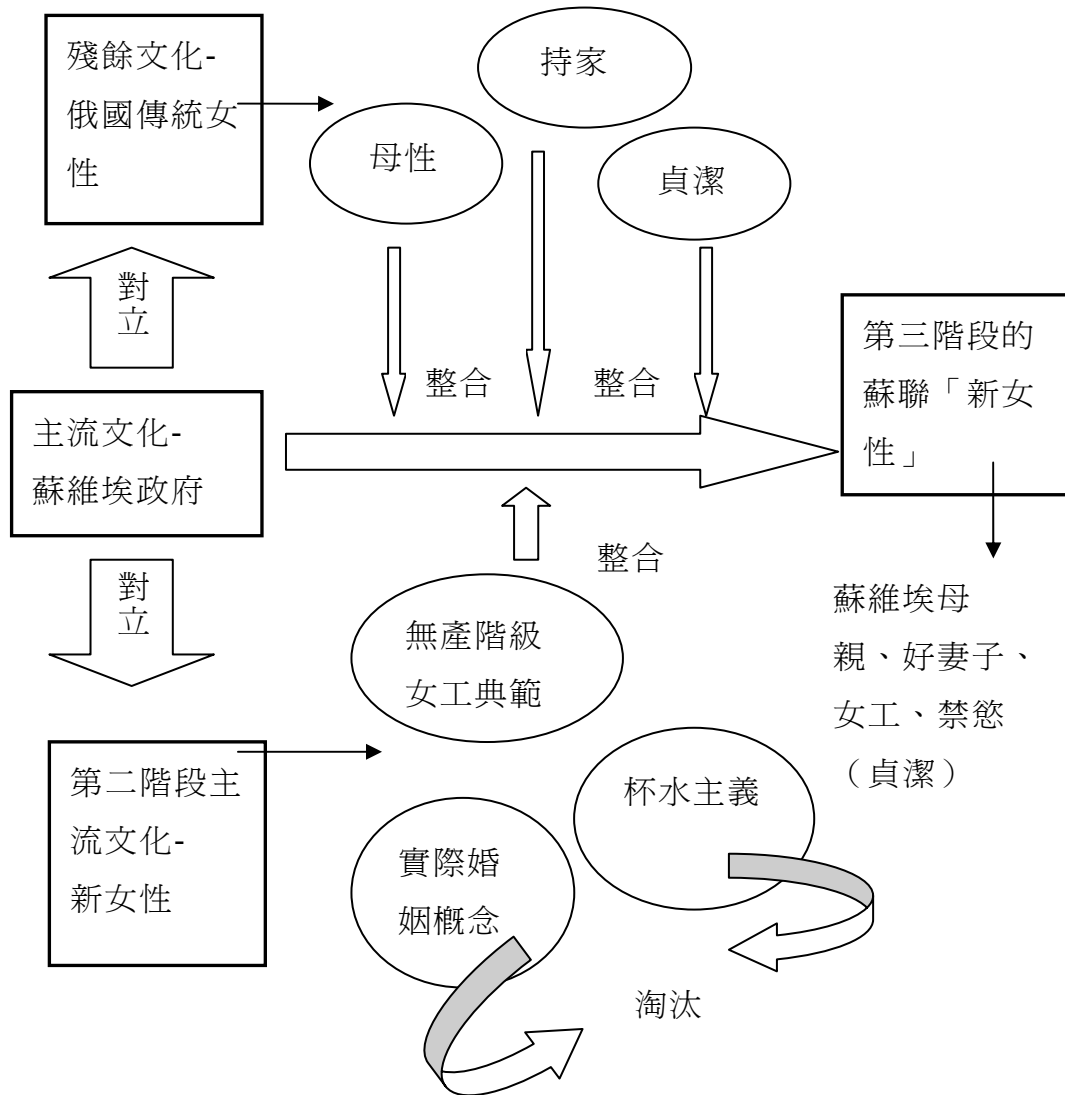 殘餘文化-
俄國傳統女
性
持家
母性
貞潔
對
立
整合
整合
第三階段的
蘇聯「新女
性」
主流文化-
蘇維埃政府
整合
對
立
無產階級
女工典範
蘇維埃母
親、好妻子、
女工、禁慾
（貞潔）
第二階段主
流文化-
新女性
杯水主義
實際婚
姻概念
淘汰